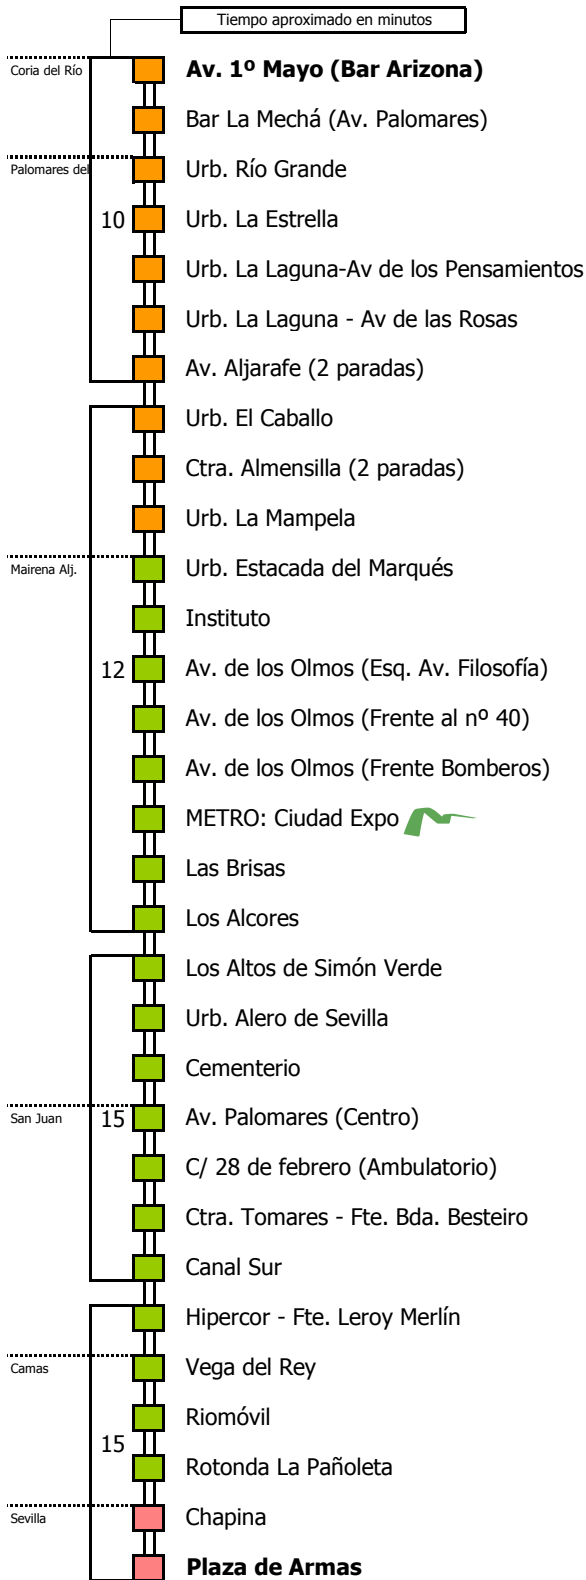 Tiempo aproximado en minutos
Coria del Río
Av. 1º Mayo (Bar Arizona)
Bar La Mechá (Av. Palomares)
Palomares del
Urb. Río Grande
10
Urb. La Estrella
Urb. La Laguna-Av de los Pensamientos
Urb. La Laguna - Av de las Rosas
Av. Aljarafe (2 paradas)
Urb. El Caballo
Ctra. Almensilla (2 paradas)
Urb. La Mampela
Mairena Alj.
Urb. Estacada del Marqués
Instituto
12
Av. de los Olmos (Esq. Av. Filosofía)
Av. de los Olmos (Frente al nº 40)
Av. de los Olmos (Frente Bomberos)
METRO: Ciudad Expo
Las Brisas
Los Alcores
Los Altos de Simón Verde
Urb. Alero de Sevilla
Cementerio
San Juan
15
Av. Palomares (Centro)
C/ 28 de febrero (Ambulatorio)
Ctra. Tomares - Fte. Bda. Besteiro
Canal Sur
Hipercor - Fte. Leroy Merlín
Camas
Vega del Rey
Riomóvil
15
Rotonda La Pañoleta
Sevilla
Chapina
Plaza de Armas